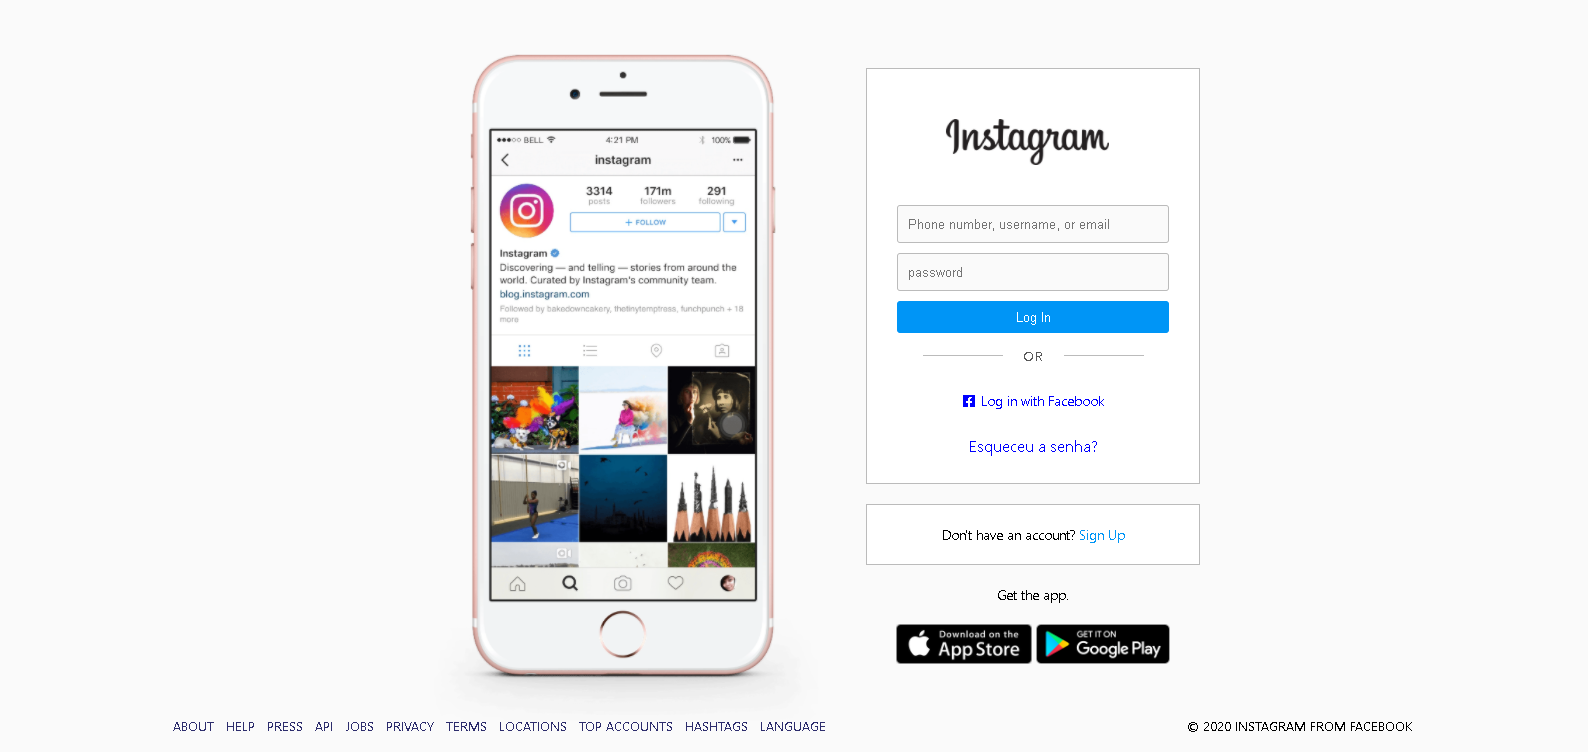 ●●●○○ BELL 4:21 PM 100%
instagram
3314 171m 291
posts followers following
+ FOLLOW
Instagram
Discovering — and telling — stories from around the
world. Curated by Instagram's community team.
blog.instagram.com
Followed by bakedowncakery, thetinytemptress, funchpunch + 18
more
Instagram
Phone number, username, or email
password
Log In
OR
Log in with Facebook
Esqueceu a senha?
Don't have an account? Sign Up
Get the app.
Download on the
App Store
GET IT ON
Google Play
ABOUT HELP PRESS API JOBS PRIVACY TERMS LOCATIONS TOP ACCOUNTS HASHTAGS LANGUAGE
© 2020 INSTAGRAM FROM FACEBOOK